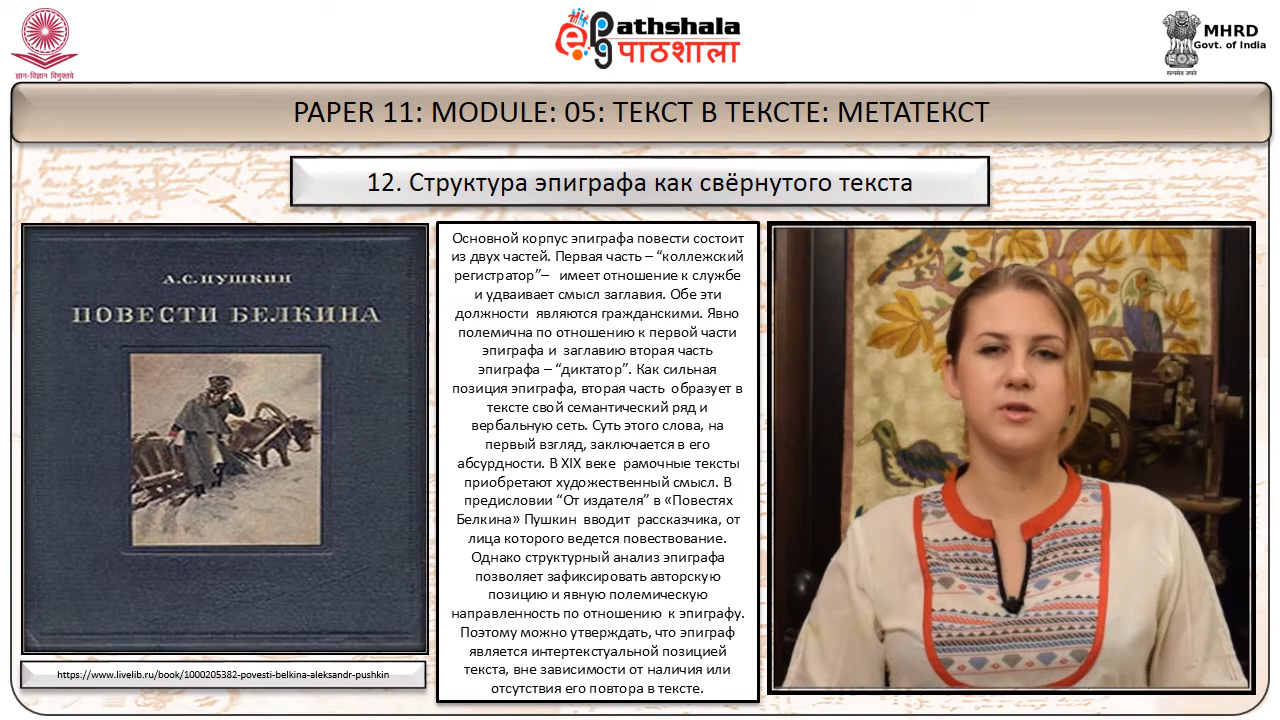 ज्ञान-विज्ञान विमुक्तये
e Pg Pathshala
पाठशाला
MHRD
Govt. of India
सत्यमेव जयते
PAPER 11: MODULE: 05: ТЕКСТ В ТЕКСТЕ: МЕТАТЕКСТ
12. Структура эпиграфа как свёрнутого текста
А.С.ПУШКИН
ПОВЕСТИ БЕЛКИНА
https://www.livelib.ru/book/1000205382-povesti-belkina-aleksandr-pushkin
Основной корпус эпиграфа повести состоит
из двух частей. Первая часть – “коллежский
регистратор”– имеет отношение к службе
и удваивает смысл заглавия. Обе эти
должности являются гражданскими. Явно
полемична по отношению к первой части
эпиграфа и заглавию вторая часть
эпиграфа – “диктатор”. Как сильная
позиция эпиграфа, вторая часть образует в
тексте свой семантический ряд и
вербальную сеть. Суть этого слова, на
первый взгляд, заключается в его
абсурдности. В XIX веке рамочные тексты
приобретают художественный смысл. В
предисловии “От издателя” в «Повестях
Белкина» Пушкин вводит рассказчика, от
лица которого ведется повествование.
Однако структурный анализ эпиграфа
позволяет зафиксировать авторскую
позицию и явную полемическую
направленность по отношению к эпиграфу.
Поэтому можно утверждать, что эпиграф
является интертекстуальной позицией
текста, вне зависимости от наличия или
отсутствия его повтора в тексте.